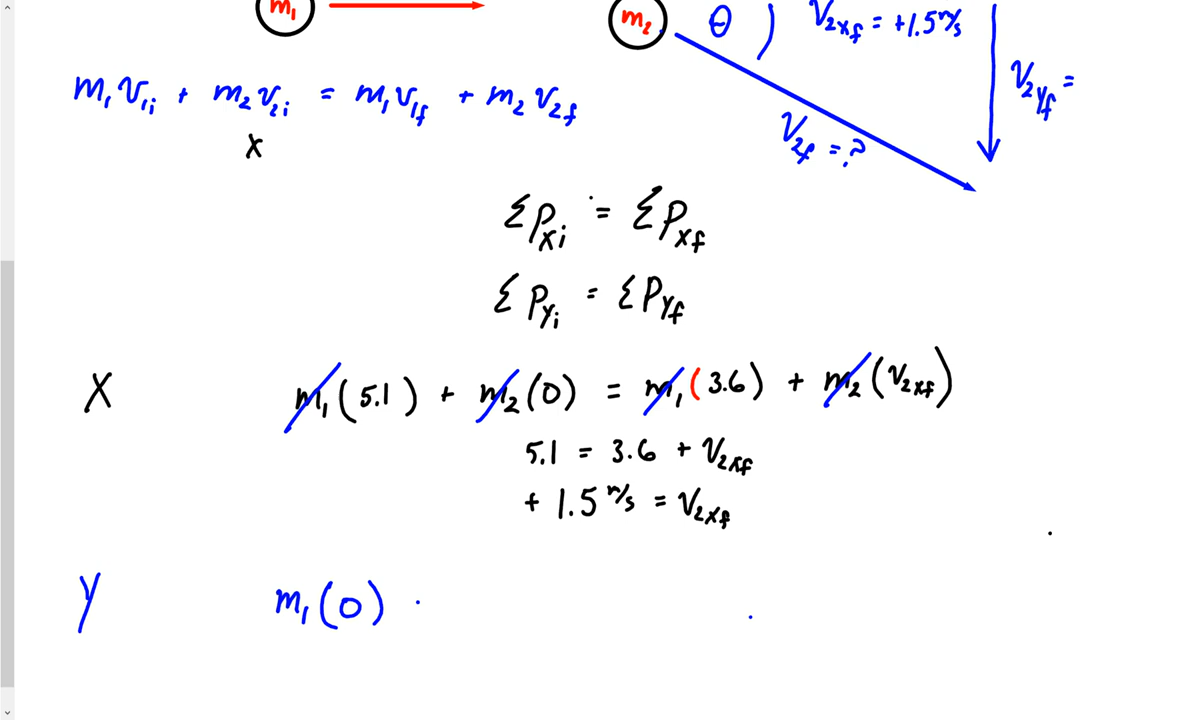 m₁ m₂ θ V₂xf = +1.5 m/s
m₁V₁i + m₂V₂i = m₁V₁f + m₂V₂f
V₂yf =
x
V₂f = ?
Σpxi = Σpxf
Σpyi = Σpyf
X m₁(5.1) + m₂(0) = m₁(3.6) + m₂(V₂xf)
5.1 = 3.6 + V₂xf
+ 1.5 m/s = V₂xf
Y m₁(0)